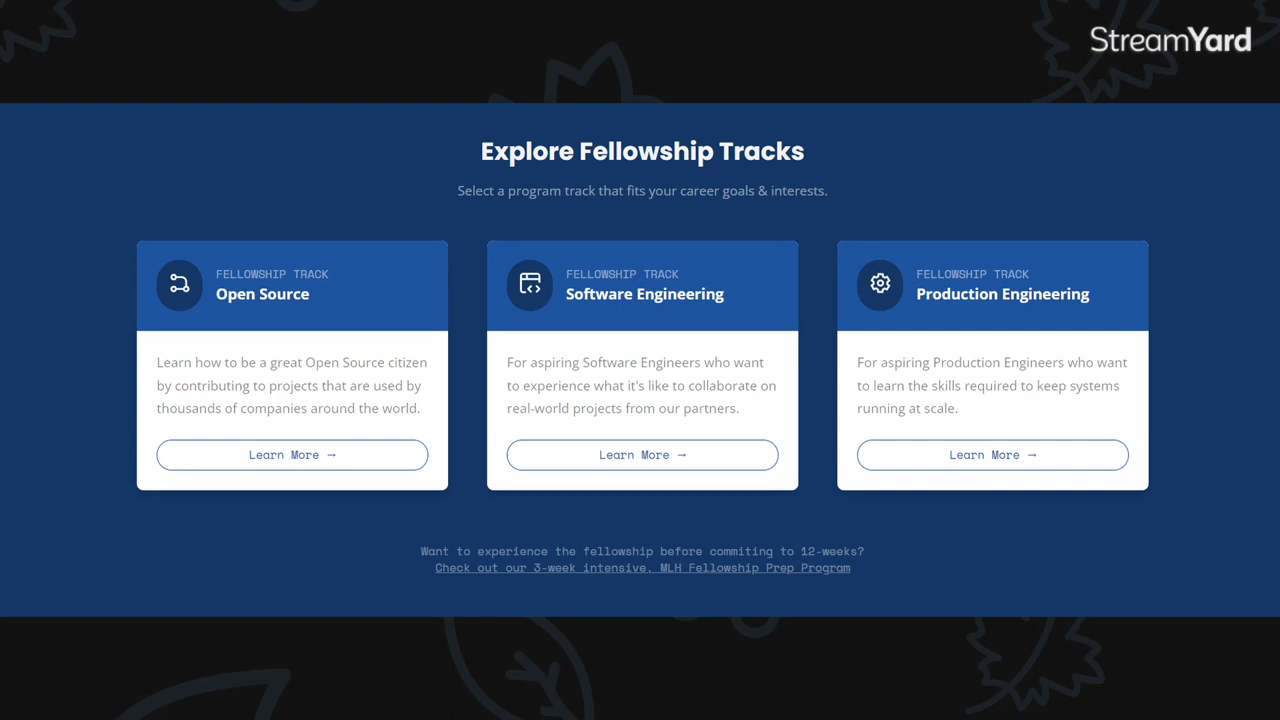 StreamYard
Explore Fellowship Tracks
Select a program track that fits your career goals & interests.
FELLOWSHIP TRACK
Open Source
Learn how to be a great Open Source citizen
by contributing to projects that are used by
thousands of companies around the world.
Learn More →
FELLOWSHIP TRACK
Software Engineering
For aspiring Software Engineers who want
to experience what it's like to collaborate on
real-world projects from our partners.
Learn More →
FELLOWSHIP TRACK
Production Engineering
For aspiring Production Engineers who want
to learn the skills required to keep systems
running at scale.
Learn More →
Want to experience the fellowship before commiting to 12-weeks?
Check out our 3-week intensive, MLH Fellowship Prep Program